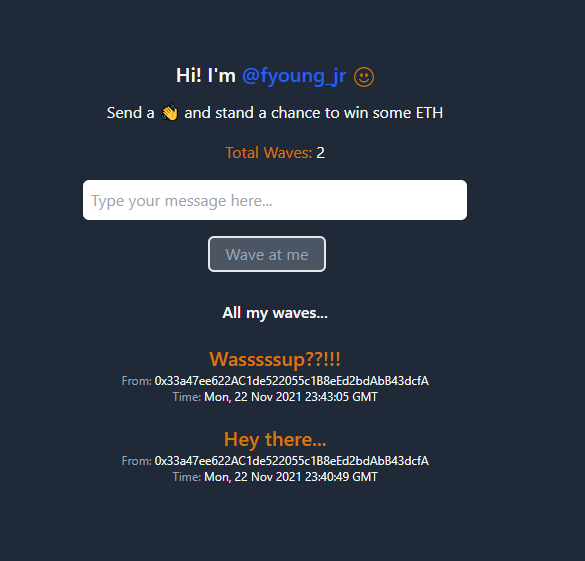 Hi! I'm @fyoung_jr
Send a 👋 and stand a chance to win some ETH
Total Waves: 2
Type your message here...
Wave at me
All my waves...
Wasssssup??!!!
From: 0x33a47ee622AC1de522055c1B8eEd2bdAbB43dcfA
Time: Mon, 22 Nov 2021 23:43:05 GMT
Hey there...
From: 0x33a47ee622AC1de522055c1B8eEd2bdAbB43dcfA
Time: Mon, 22 Nov 2021 23:40:49 GMT